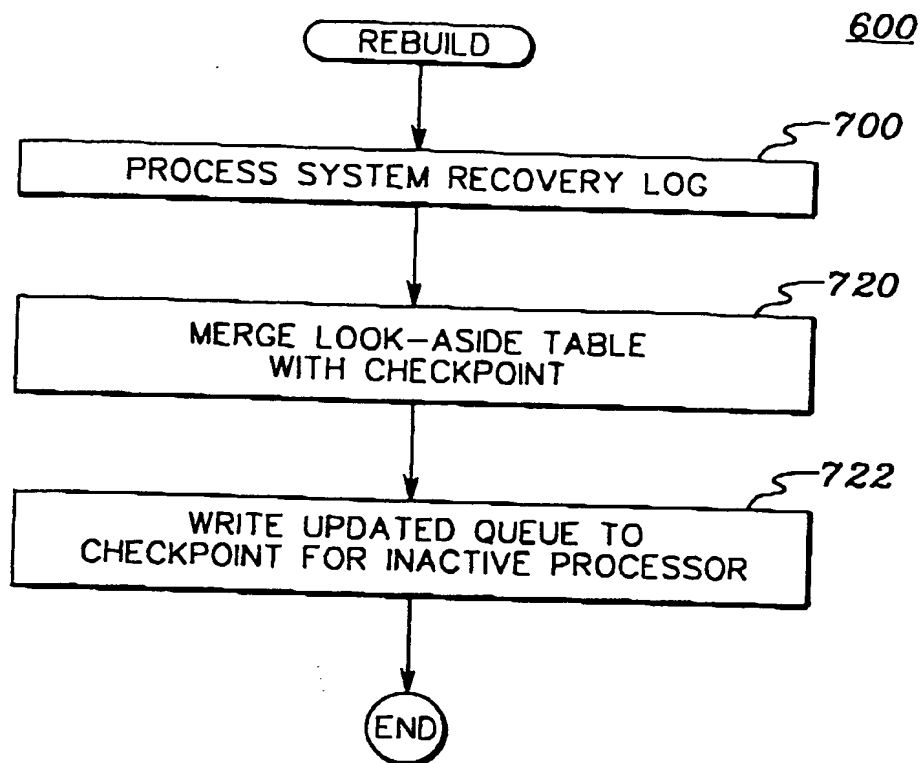 600
REBUILD
700
PROCESS SYSTEM RECOVERY LOG
720
MERGE LOOK-ASIDE TABLE
WITH CHECKPOINT
722
WRITE UPDATED QUEUE TO
CHECKPOINT FOR INACTIVE PROCESSOR
END